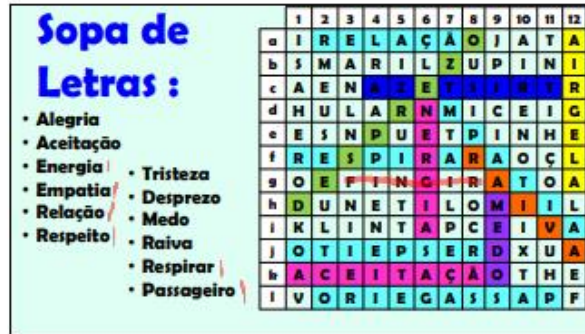 Sopa de
Letras :
• Alegria
• Aceitação
• Energia
• Empatia
• Relação
• Respeito
• Tristeza
• Desprezo
• Medo
• Raiva
• Respirar
• Passageiro
1 2 3 4 5 6 7 8 9 10 11 12
a I R E L A Ç Ã O J A T A
b S M A R I L Z U P I N I
c A E N A Z E T S I R T R
d H U L A R N M I C E I G
e E S N P U E T P I N H E
f R E S P I R A R A O Ç L
g O E F I N G I R A T O A
h D U N E T I L O M I I L
i K L I N T A P C E I V A
j O T I E P S E R D X U A
k A C E I T A Ç Ã O T H E
l V O R I E G A S S A P F